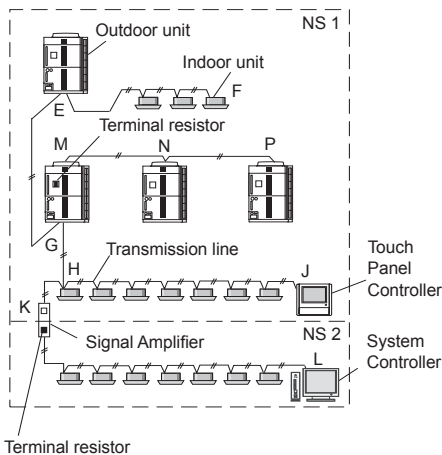 NS 1
Outdoor unit
Indoor unit
E
F
Terminal resistor
M
N
P
G
H
Transmission line
J
Touch
Panel
Controller
K
Signal Amplifier
NS 2
System
Controller
L
Terminal resistor